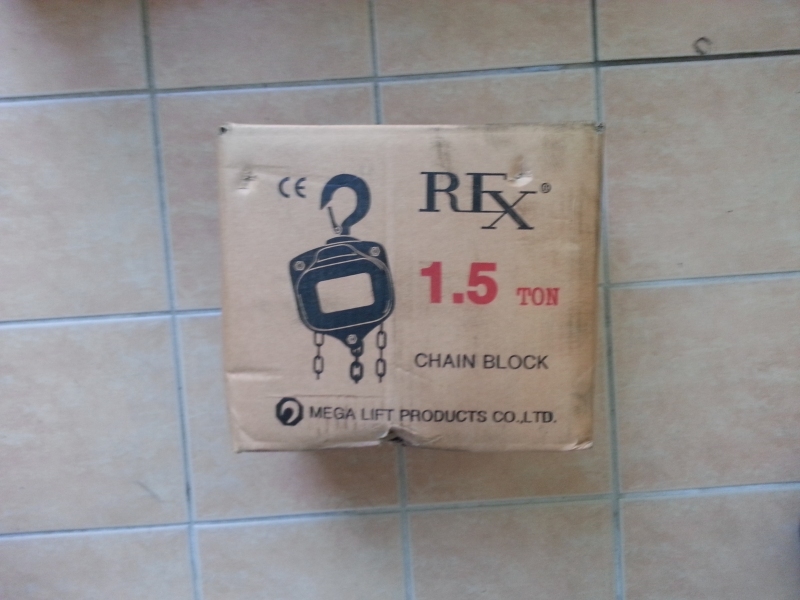 CE
REX®
1.5 TON
CHAIN BLOCK
MEGA LIFT PRODUCTS CO.,LTD.